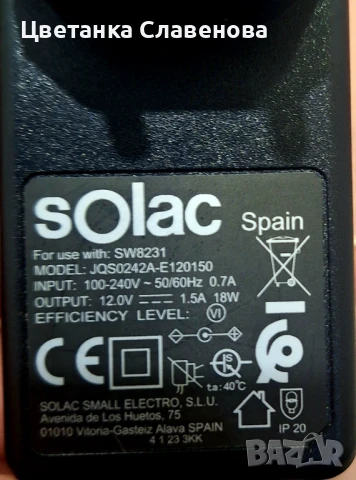 Цветанка Славенова
solac
Spain
For use with: SW8231
MODEL: JQS0242A-E120150
INPUT: 100-240V ~ 50/60Hz 0.7A
OUTPUT: 12.0V ⎓ 1.5A 18W
EFFICIENCY LEVEL: VI
CE
S
t.a: 40°C
SOLAC SMALL ELECTRO, S.L.U.
Avenida de Los Huetos, 75
01010 Vitoria-Gasteiz Alava SPAIN
4 1 23 3KK
IP 20
BAZAR